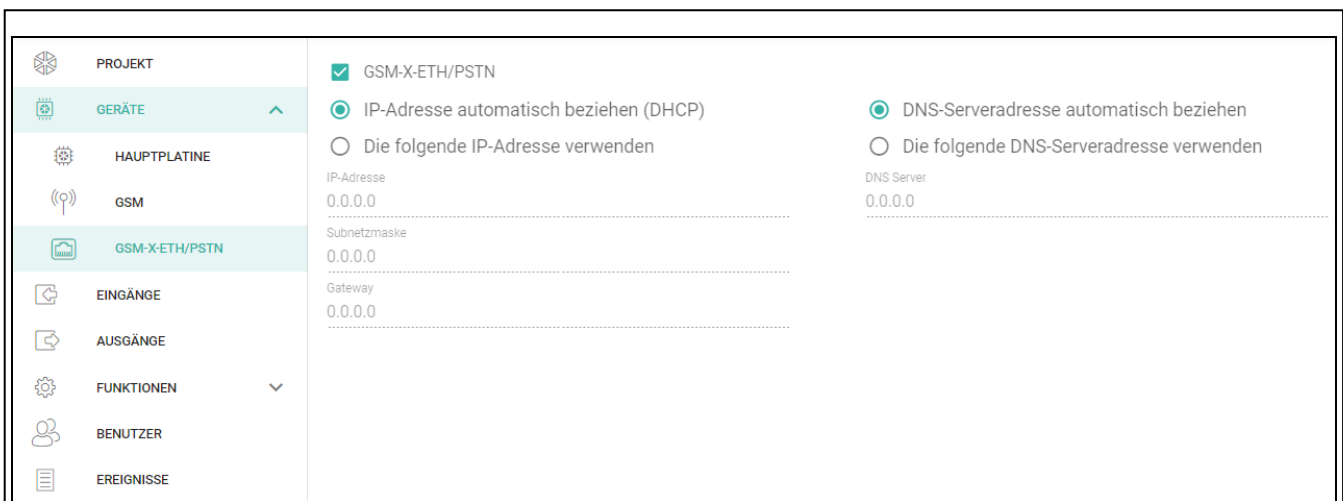 PROJEKT
GERÄTE
HAUPTPLATINE
GSM
GSM-X-ETH/PSTN
EINGÄNGE
AUSGÄNGE
FUNKTIONEN
BENUTZER
EREIGNISSE
GSM-X-ETH/PSTN
IP-Adresse automatisch beziehen (DHCP)
Die folgende IP-Adresse verwenden
IP-Adresse
0.0.0.0
Subnetzmaske
0.0.0.0
Gateway
0.0.0.0
DNS-Serveradresse automatisch beziehen
Die folgende DNS-Serveradresse verwenden
DNS Server
0.0.0.0